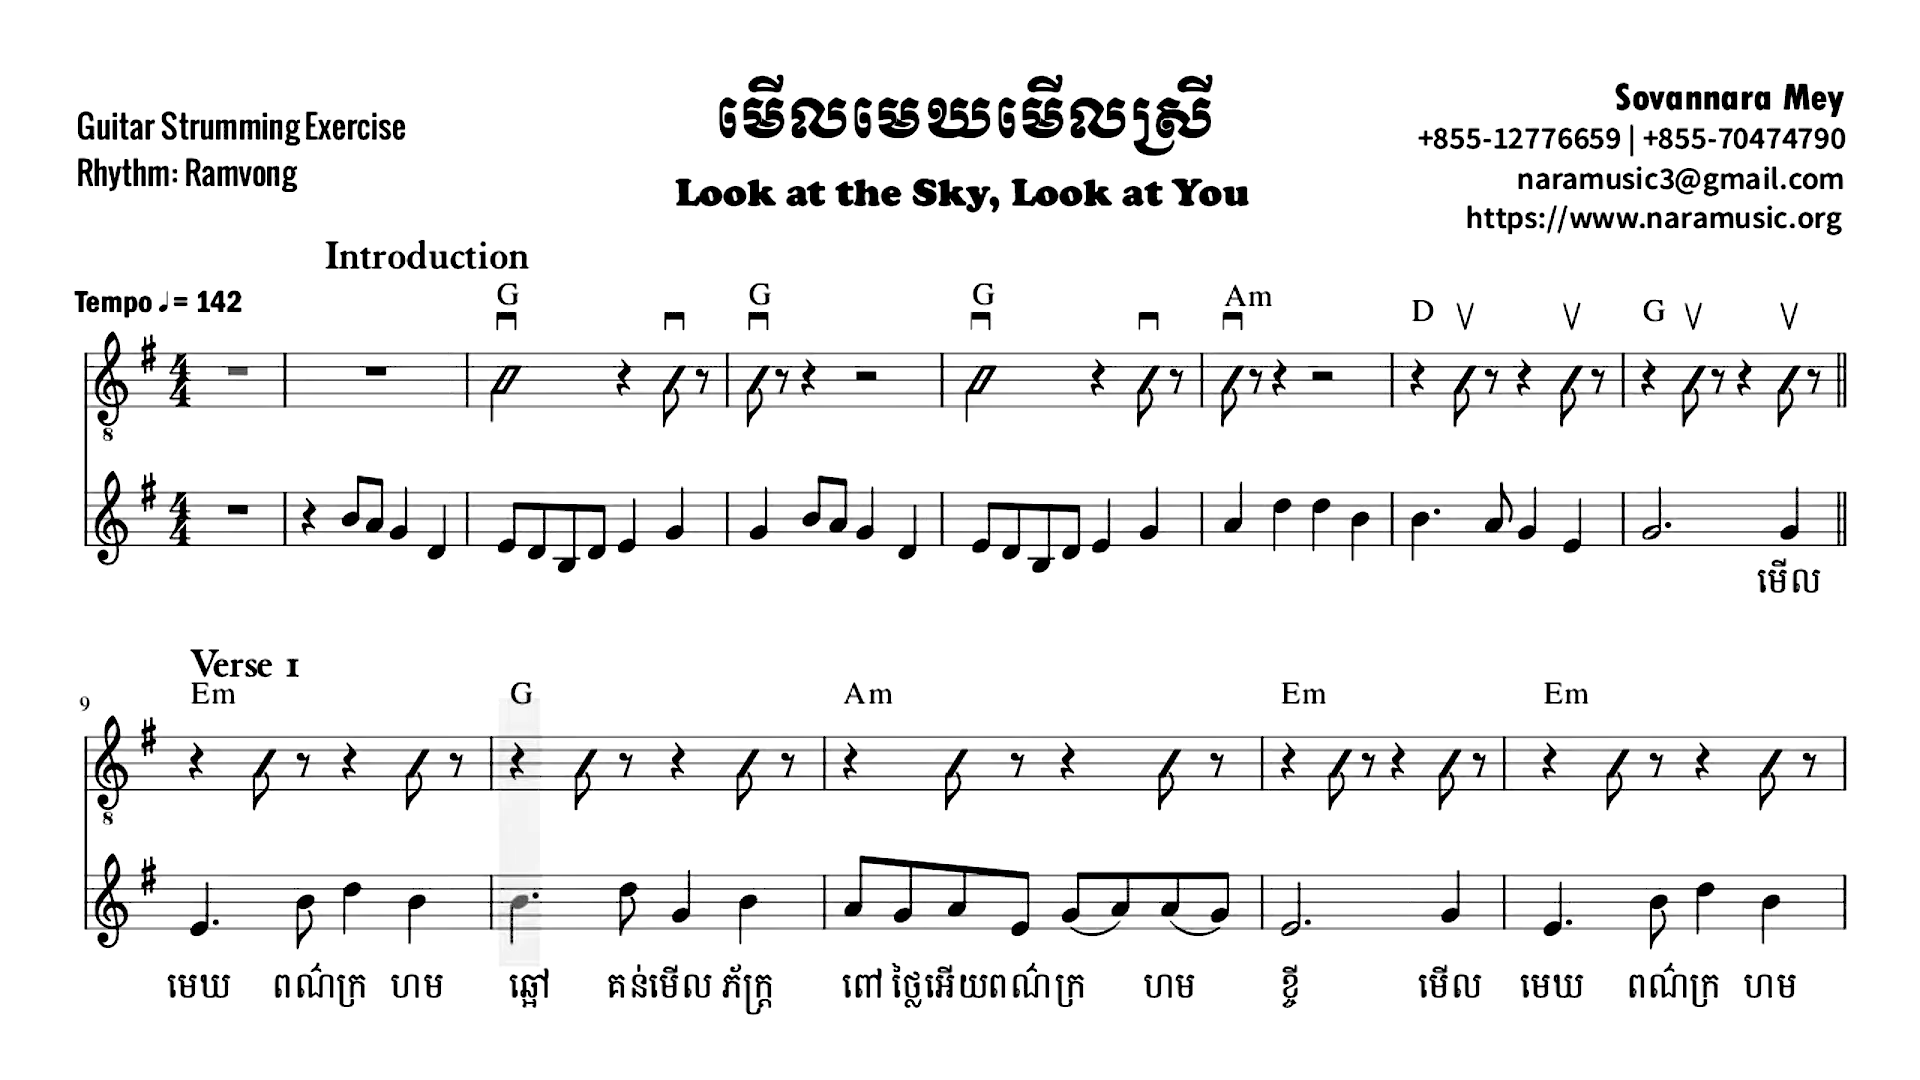 Guitar Strumming Exercise
Rhythm: Ramvong
មើលមេឃមើលស្រី
Look at the Sky, Look at You
Sovannara Mey
+855-12776659 | +855-70474790
naramusic3@gmail.com
https://www.naramusic.org
Introduction
Tempo ♩= 142
G G G Am D G
4 4
8
4 4
មើល
Verse 1
9 Em G Am Em Em
8
មេឃ ពណ៌ក្រ ហម ឆ្អៅ គន់មើល ភ័ក្ត្រ ពៅ ថ្លៃអើយពណ៌ក្រ ហម ខ្ចី មើល មេឃ ពណ៌ក្រ ហម